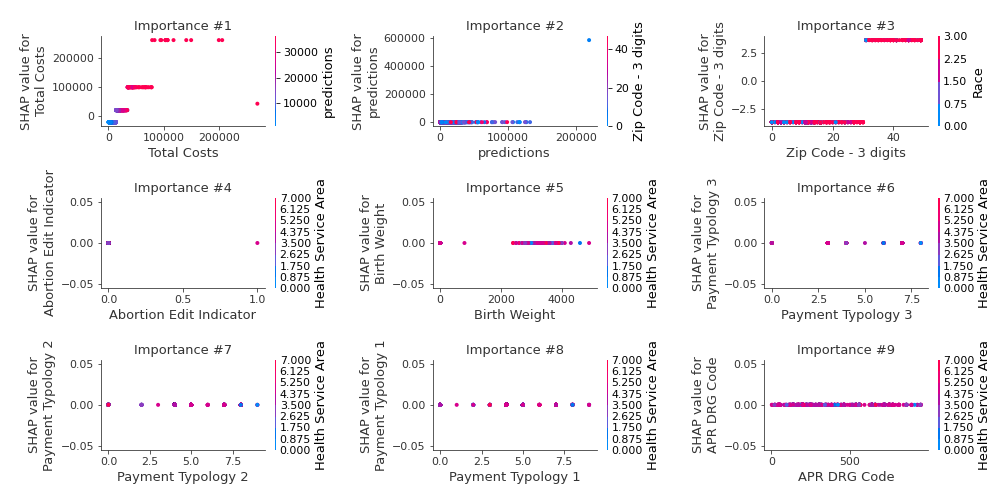 Importance #1
SHAP value for
Total Costs
200000
100000
0
0
100000
200000
Total Costs
30000
20000
10000
predictions
Importance #2
SHAP value for
predictions
600000
400000
200000
0
0
100000
200000
predictions
40
20
0
Zip Code - 3 digits
Importance #3
SHAP value for
Zip Code - 3 digits
2.5
0.0
−2.5
0
20
40
Zip Code - 3 digits
3.00
2.25
1.50
0.75
0.00
Race
Importance #4
SHAP value for
Abortion Edit Indicator
0.05
0.00
−0.05
0.0
0.5
1.0
Abortion Edit Indicator
7.000
6.125
5.250
4.375
3.500
2.625
1.750
0.875
0.000
Health Service Area
Importance #5
SHAP value for
Birth Weight
0.05
0.00
−0.05
0
2000
4000
Birth Weight
7.000
6.125
5.250
4.375
3.500
2.625
1.750
0.875
0.000
Health Service Area
Importance #6
SHAP value for
Payment Typology 3
0.05
0.00
−0.05
0.0
2.5
5.0
7.5
Payment Typology 3
7.000
6.125
5.250
4.375
3.500
2.625
1.750
0.875
0.000
Health Service Area
Importance #7
SHAP value for
Payment Typology 2
0.05
0.00
−0.05
0.0
2.5
5.0
7.5
Payment Typology 2
7.000
6.125
5.250
4.375
3.500
2.625
1.750
0.875
0.000
Health Service Area
Importance #8
SHAP value for
Payment Typology 1
0.05
0.00
−0.05
0.0
2.5
5.0
7.5
Payment Typology 1
7.000
6.125
5.250
4.375
3.500
2.625
1.750
0.875
0.000
Health Service Area
Importance #9
SHAP value for
APR DRG Code
0.05
0.00
−0.05
0
500
APR DRG Code
7.000
6.125
5.250
4.375
3.500
2.625
1.750
0.875
0.000
Health Service Area